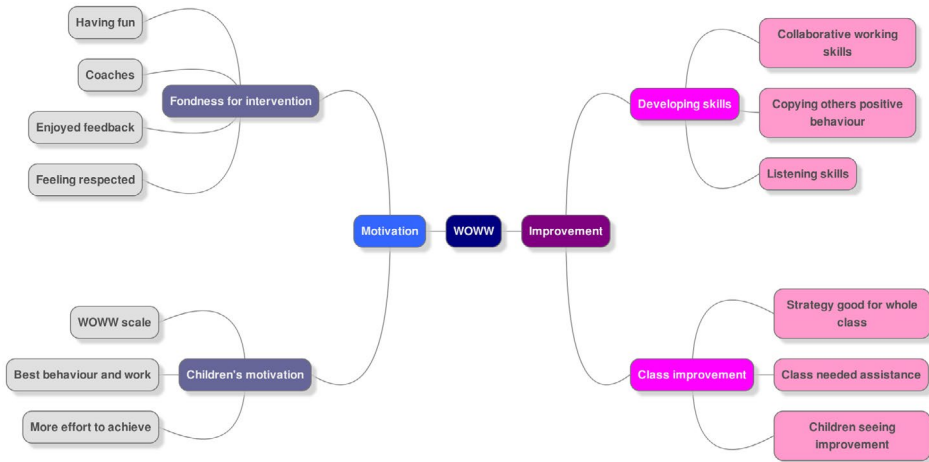 Having fun
Coaches
Fondness for intervention
Enjoyed feedback
Feeling respected
Motivation
WOWW
Improvement
Developing skills
Collaborative working
skills
Copying others positive
behaviour
Listening skills
WOWW scale
Best behaviour and work
Children's motivation
More effort to achieve
Class improvement
Strategy good for whole
class
Class needed assistance
Children seeing
improvement